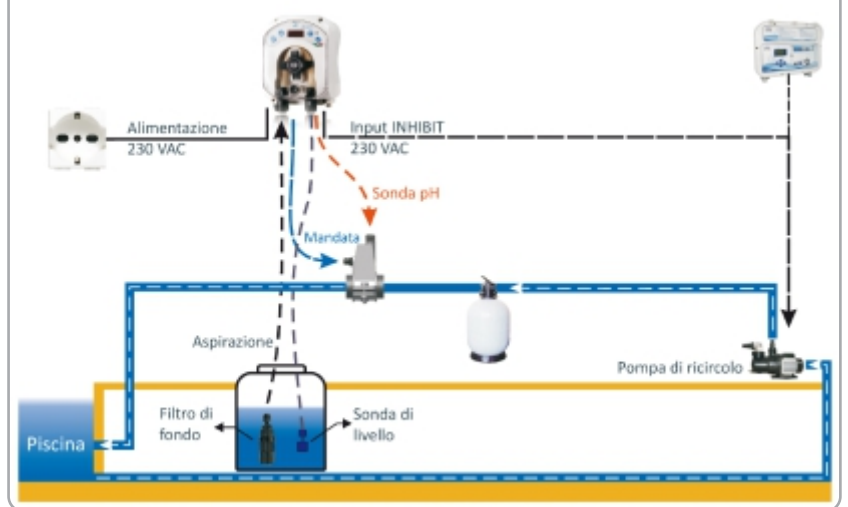 Alimentazione
230 VAC
Input INHIBIT
230 VAC
Sonda pH
Mandata
Aspirazione
Pompa di ricircolo
Filtro di
fondo
Sonda di
livello
Piscina